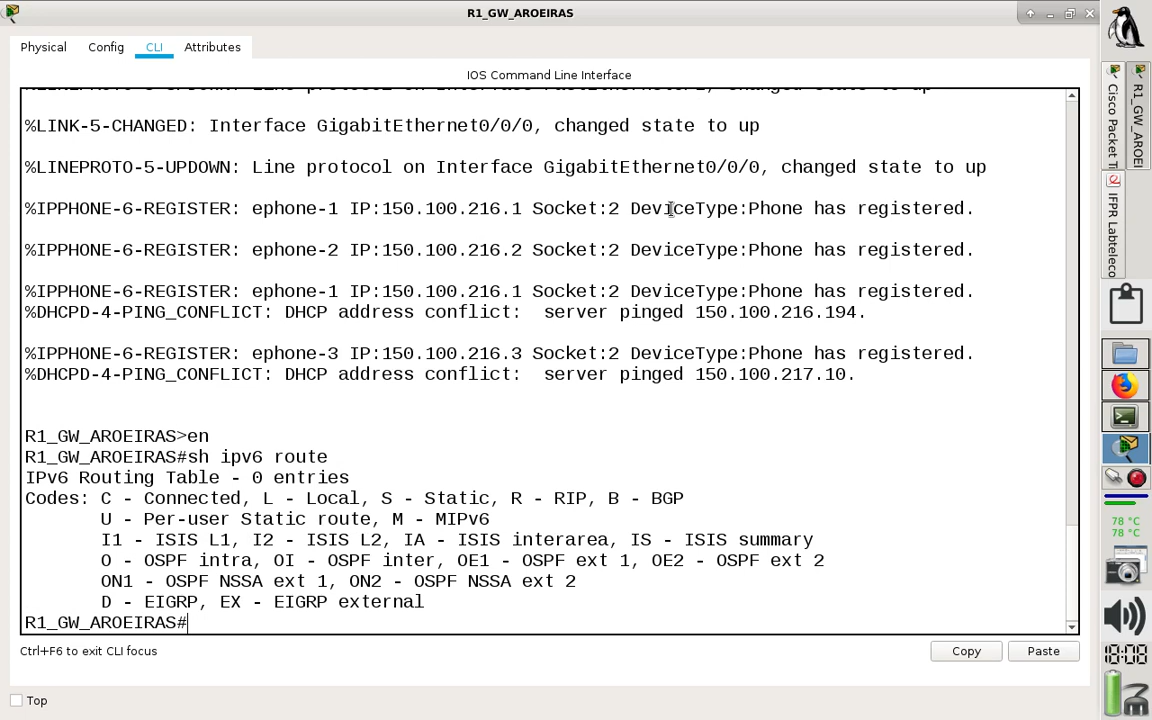 R1_GW_AROEIRAS
Physical
Config
CLI
Attributes
IOS Command Line Interface
%LINK-5-CHANGED: Interface GigabitEthernet0/0/0, changed state to up
%LINEPROTO-5-UPDOWN: Line protocol on Interface GigabitEthernet0/0/0, changed state to up
%IPPHONE-6-REGISTER: ephone-1 IP:150.100.216.1 Socket:2 DeviceType:Phone has registered.
%IPPHONE-6-REGISTER: ephone-2 IP:150.100.216.2 Socket:2 DeviceType:Phone has registered.
%IPPHONE-6-REGISTER: ephone-1 IP:150.100.216.1 Socket:2 DeviceType:Phone has registered.
%DHCPD-4-PING_CONFLICT: DHCP address conflict:  server pinged 150.100.216.194.
%IPPHONE-6-REGISTER: ephone-3 IP:150.100.216.3 Socket:2 DeviceType:Phone has registered.
%DHCPD-4-PING_CONFLICT: DHCP address conflict:  server pinged 150.100.217.10.
R1_GW_AROEIRAS>en
R1_GW_AROEIRAS#sh ipv6 route
IPv6 Routing Table - 0 entries
Codes: C - Connected, L - Local, S - Static, R - RIP, B - BGP
U - Per-user Static route, M - MIPv6
I1 - ISIS L1, I2 - ISIS L2, IA - ISIS interarea, IS - ISIS summary
O - OSPF intra, OI - OSPF inter, OE1 - OSPF ext 1, OE2 - OSPF ext 2
ON1 - OSPF NSSA ext 1, ON2 - OSPF NSSA ext 2
D - EIGRP, EX - EIGRP external
R1_GW_AROEIRAS#
Ctrl+F6 to exit CLI focus
Copy
Paste
Top
Cisco Packet T
R1_GW_AROEI
IFPR Labteleco
78 °C
78 °C
18:08